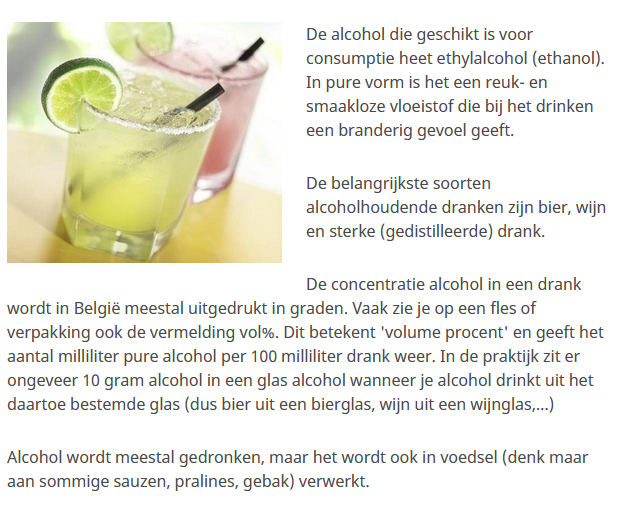 De alcohol die geschikt is voor
consumptie heet ethylalcohol (ethanol).
In pure vorm is het een reuk- en
smaakloze vloeistof die bij het drinken
een branderig gevoel geeft.
De belangrijkste soorten
alcoholhoudende dranken zijn bier, wijn
en sterke (gedistilleerde) drank.
De concentratie alcohol in een drank
wordt in België meestal uitgedrukt in graden. Vaak zie je op een fles of
verpakking ook de vermelding vol%. Dit betekent 'volume procent' en geeft het
aantal milliliter pure alcohol per 100 milliliter drank weer. In de praktijk zit er
ongeveer 10 gram alcohol in een glas alcohol wanneer je alcohol drinkt uit het
daartoe bestemde glas (dus bier uit een bierglas, wijn uit een wijnglas,...)
Alcohol wordt meestal gedronken, maar het wordt ook in voedsel (denk maar
aan sommige sauzen, pralines, gebak) verwerkt.